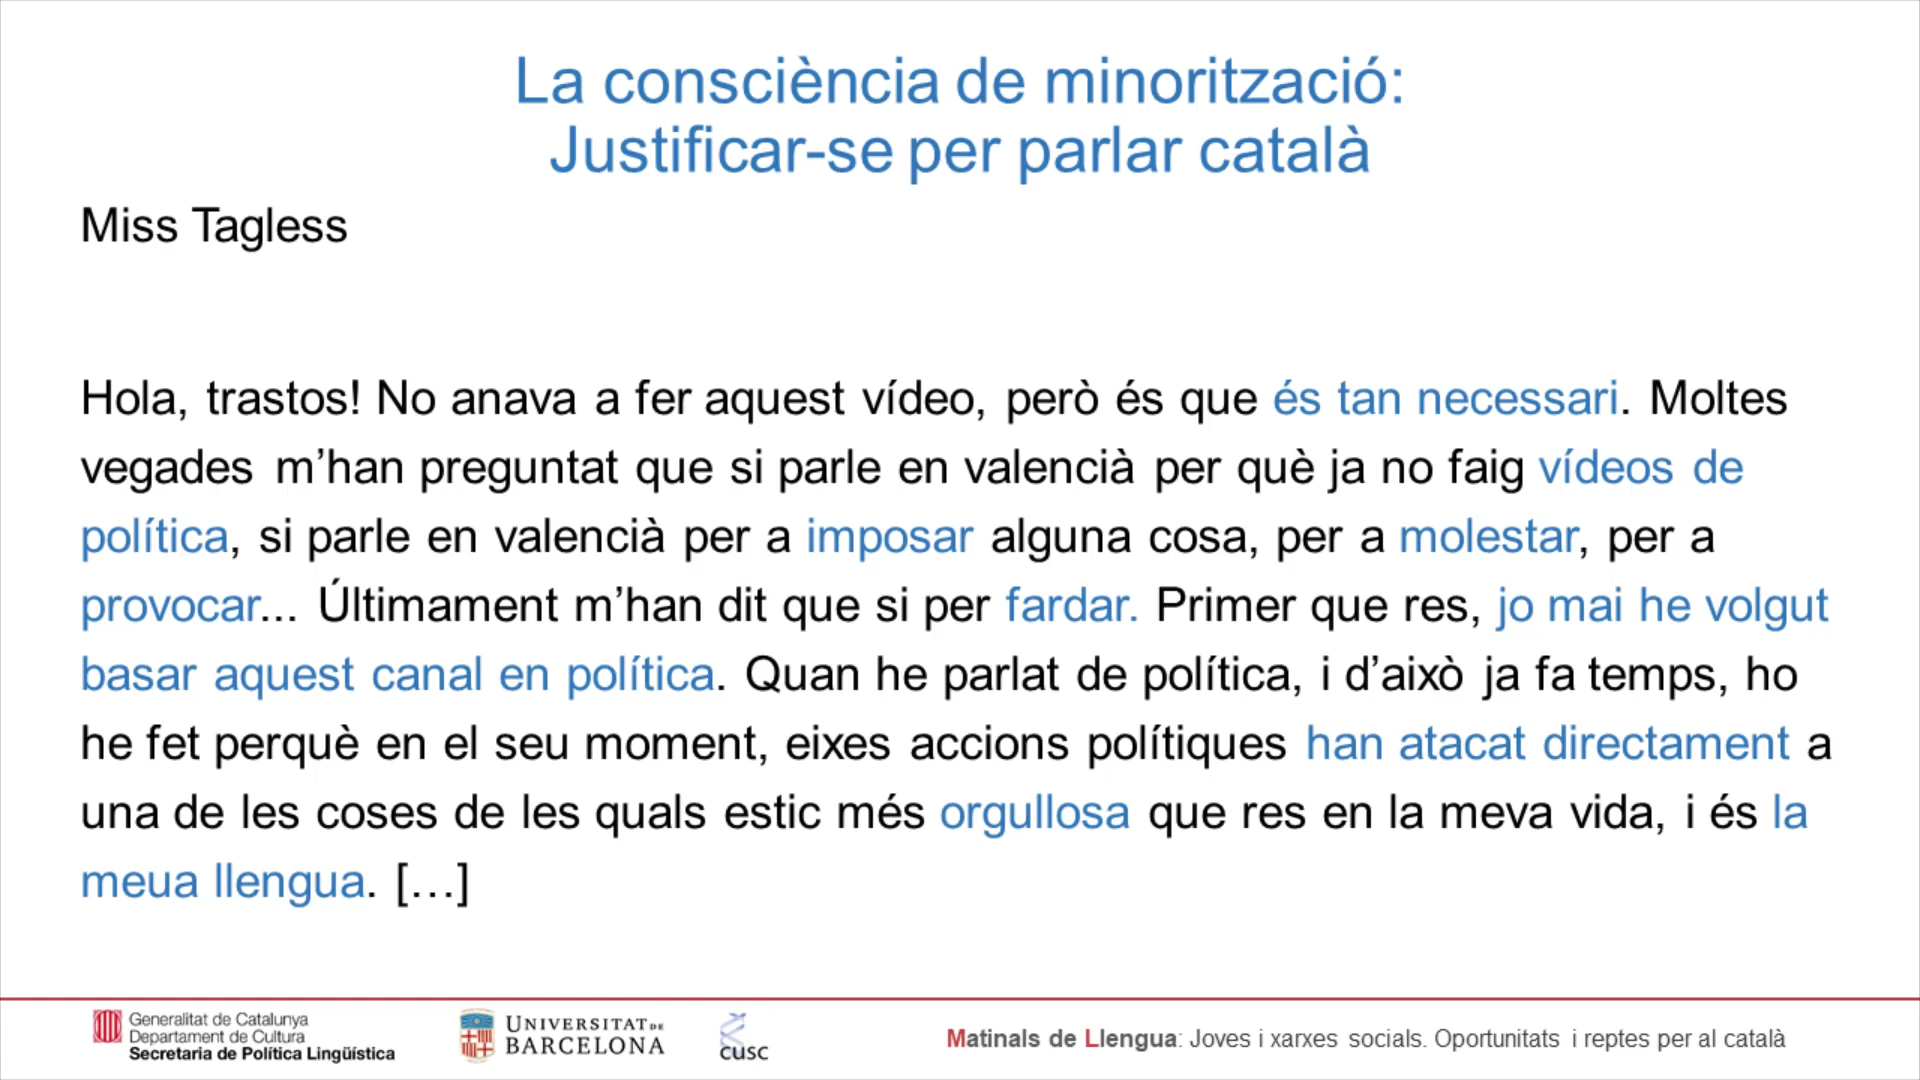 La consciència de minorització:
Justificar-se per parlar català
Miss Tagless
Hola, trastos! No anava a fer aquest vídeo, però és que és tan necessari. Moltes
vegades m’han preguntat que si parle en valencià per què ja no faig vídeos de
política, si parle en valencià per a imposar alguna cosa, per a molestar, per a
provocar... Últimament m’han dit que si per fardar. Primer que res, jo mai he volgut
basar aquest canal en política. Quan he parlat de política, i d’això ja fa temps, ho
he fet perquè en el seu moment, eixes accions polítiques han atacat directament a
una de les coses de les quals estic més orgullosa que res en la meva vida, i és la
meua llengua. […]
Generalitat de Catalunya
Departament de Cultura
Secretaria de Política Lingüística
UNIVERSITAT DE
BARCELONA
CUSC
Matinals de Llengua: Joves i xarxes socials. Oportunitats i reptes per al català